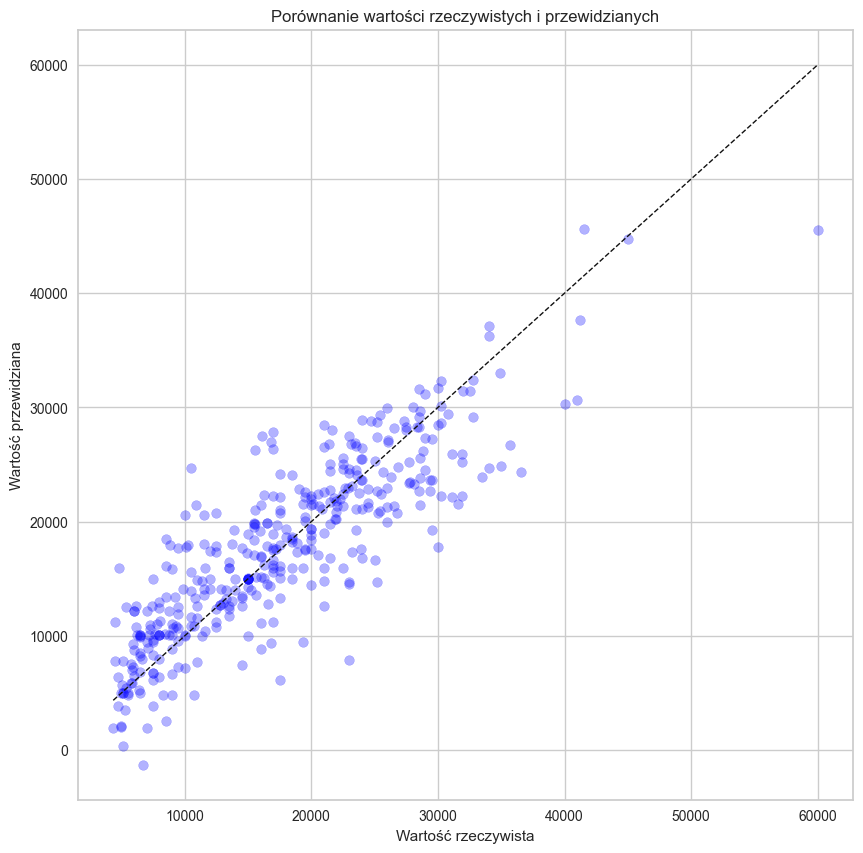 Porównanie wartości rzeczywistych i przewidzianych
60000
50000
40000
30000
20000
10000
0
Wartość przewidziana
10000 20000 30000 40000 50000 60000
Wartość rzeczywista